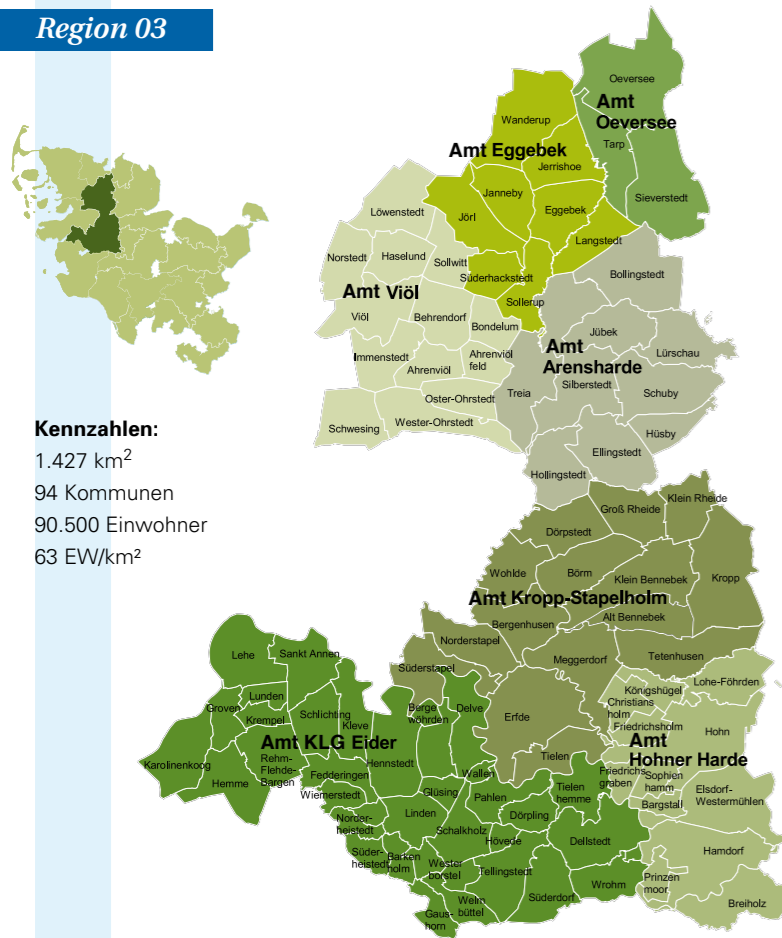 Region 03
Kennzahlen:
1.427 km²
94 Kommunen
90.500 Einwohner
63 EW/km²
Oeversee
Amt
Oeversee
Wanderup
Tarp
Amt Eggebek
Jerrishoe
Sieverstedt
Janneby
Jörl
Eggebek
Langstedt
Löwenstedt
Norstedt
Haselund
Sollwitt
Süderhackstedt
Bollingstedt
Amt Viöl
Sollerup
Viöl
Behrendorf
Bondelum
Jübek
Amt
Arensharde
Lürschau
Immenstedt
Ahrenviöl
Ahrenviöl
feld
Silberstedt
Treia
Schuby
Oster-Ohrstedt
Schwesing
Wester-Ohrstedt
Hüsby
Ellingstedt
Hollingstedt
Klein Rheide
Groß Rheide
Dörpstedt
Wohlde
Börm
Klein Bennebek
Kropp
Amt Kropp-Stapelholm
Bergenhusen
Alt Bennebek
Norderstapel
Tetenhusen
Meggerdorf
Süderstapel
Lohe-Föhrden
Königshügel
Christians
holm
Friedrichsholm
Erfde
Hohn
Amt
Hohner Harde
Tielen
Friedrichs
graben
Sophien
hamm
Bargstall
Elsdorf-
Westermühlen
Hamdorf
Prinzen
moor
Breiholz
Lehe
Sankt Annen
Lunden
Groven
Krempel
Schlichting
Kleve
Berge
wöhrden
Delve
Amt KLG Eider
Karolinenkoog
Hemme
Rehm-
Flehde-
Bargen
Hennstedt
Fedderingen
Wallen
Wiemerstedt
Glüsing
Pahlen
Tielen
hemme
Norder-
heistedt
Linden
Dörpling
Schalkholz
Hövede
Dellstedt
Süder-
heistedt
Barken
holm
Wester
borstel
Tellingstedt
Wrohm
Welm
büttel
Süderdorf
Gaus-
horn